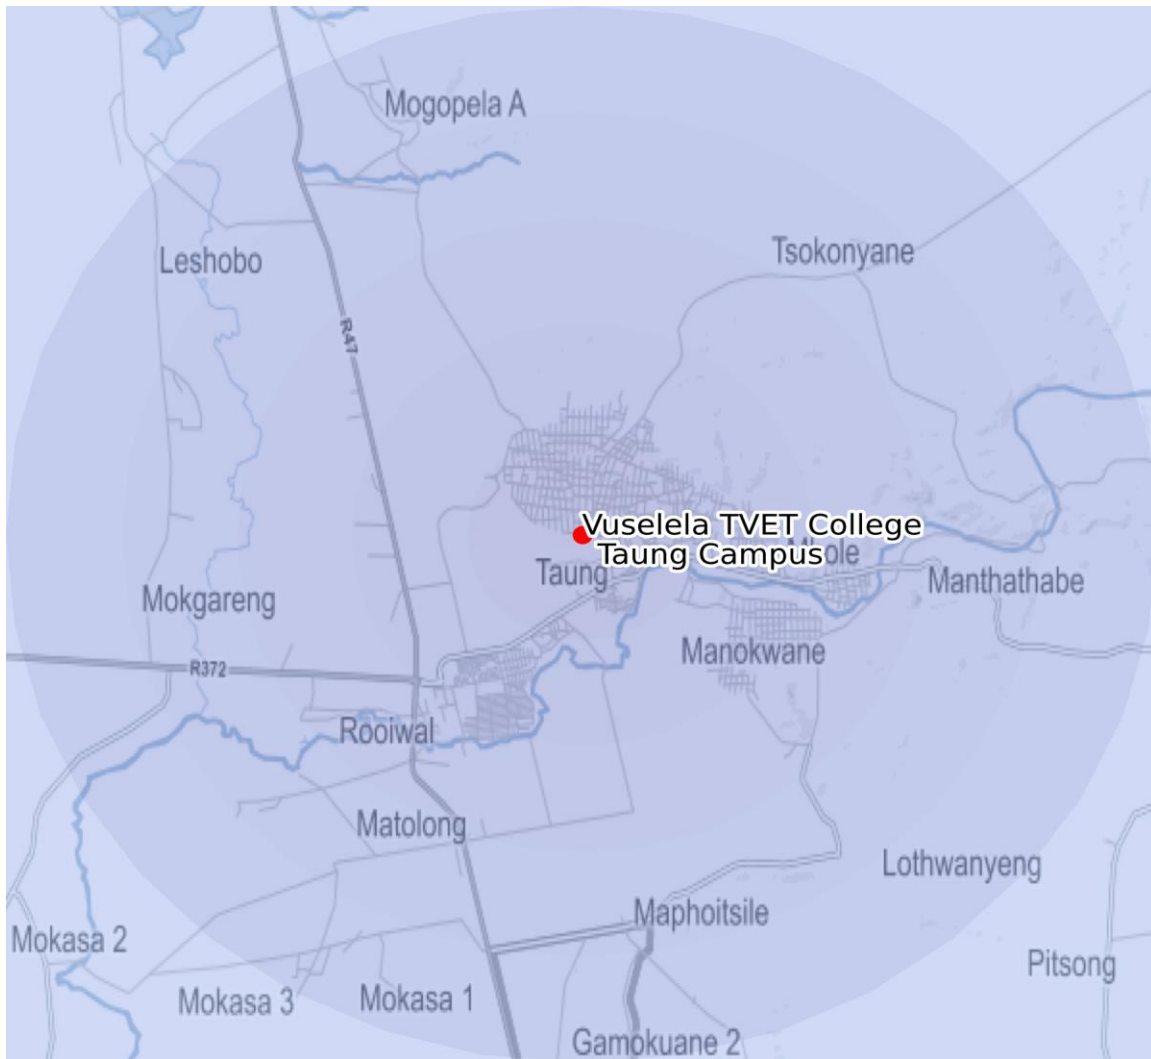 Mogopela A
Tsokonyane
Leshobo
R47
Vuselela TVET College
Taung Campus
Taung
Manthathabe
Mokgareng
Manokwane
R372
Rooiwal
Matolong
Lothwanyeng
Maphoitsile
Mokasa 2
Pitsong
Mokasa 3
Mokasa 1
Gamokuane 2